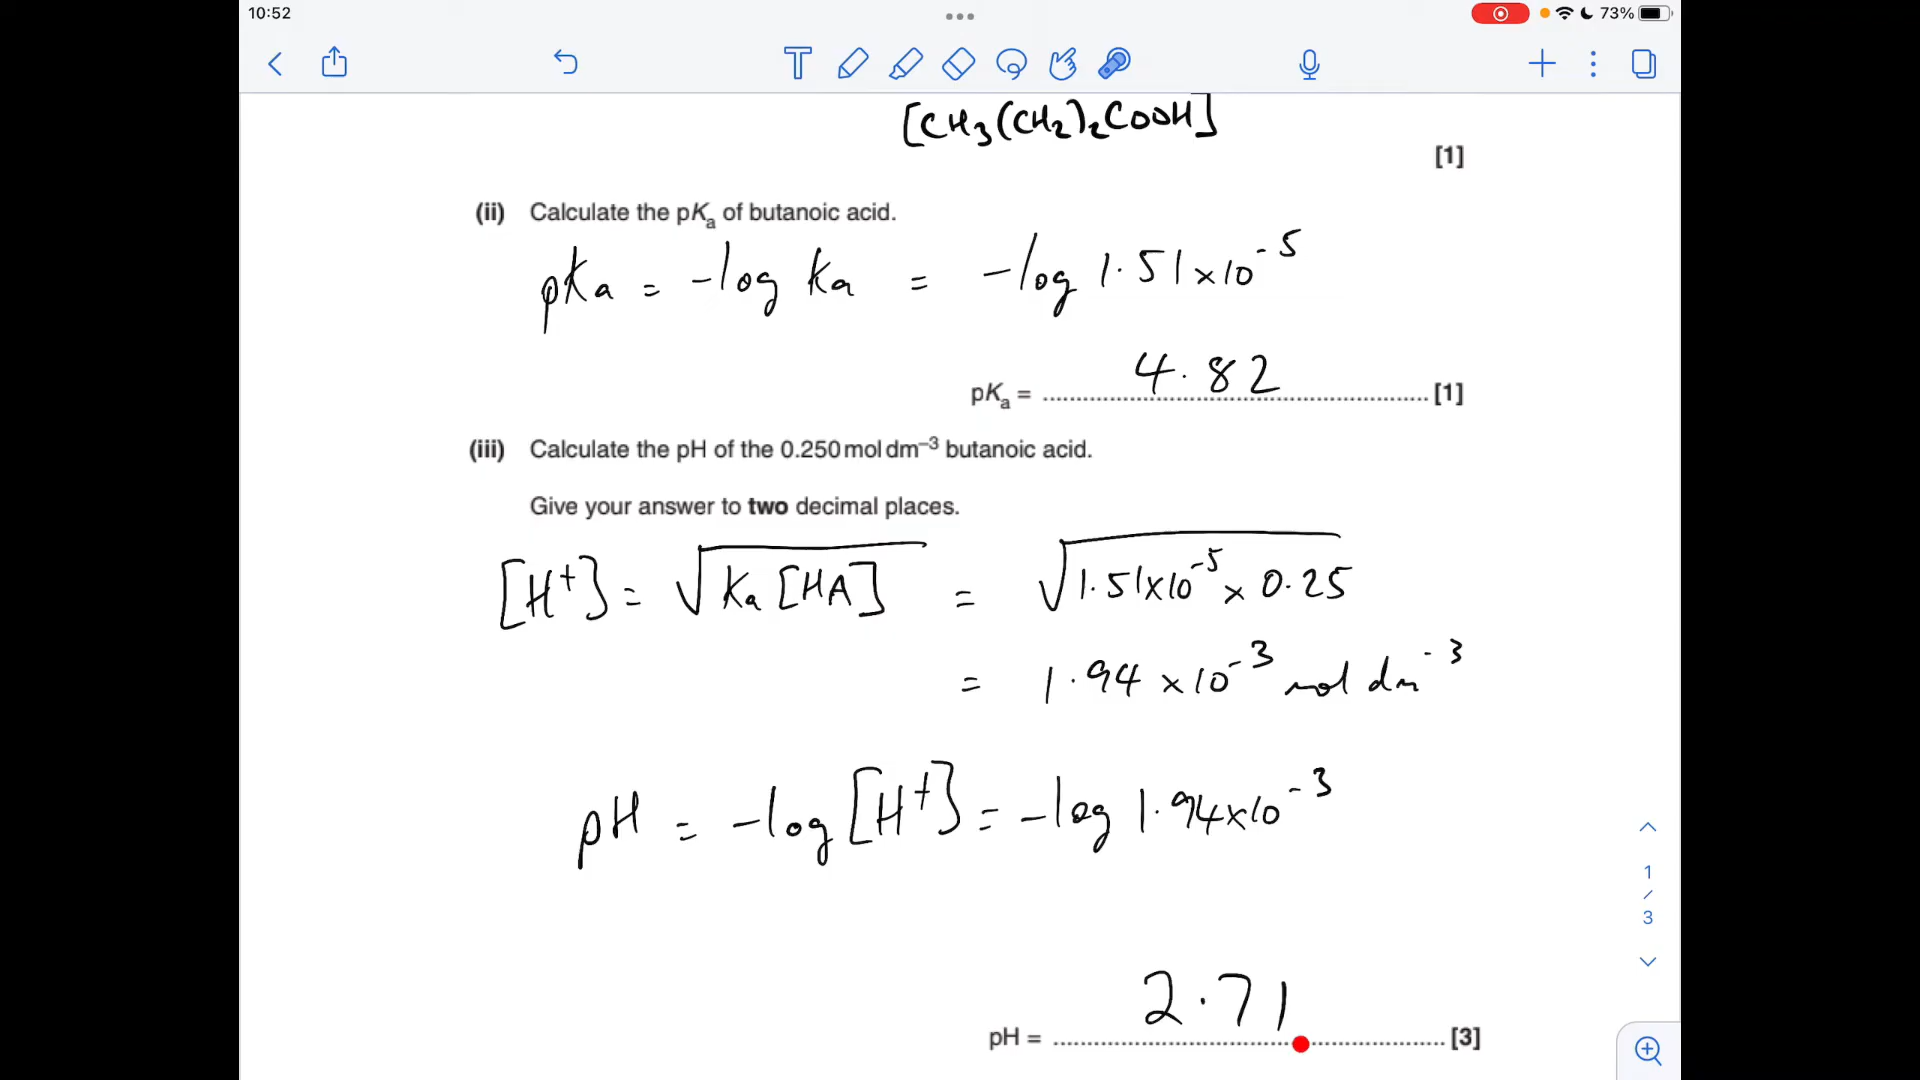 10:52
73%
[CH₃(CH₂)₂COOH]
[1]
(ii) Calculate the pKₐ of butanoic acid.
pKa = -log Ka = -log 1.51×10⁻⁵
4.82
pKₐ = ........................................................ [1]
(iii) Calculate the pH of the 0.250 mol dm⁻³ butanoic acid.
Give your answer to two decimal places.
[H⁺] = √Ka [HA] = √1.51×10⁻⁵ × 0.25
= 1.94 ×10⁻³ mol dm⁻³
pH = -log [H⁺] = -log 1.94×10⁻³
2.71
pH = ........................................................ [3]
1
/
3